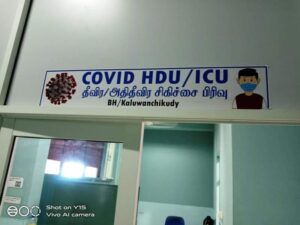 COVID HDU/ICU
தீவிர/அதிதீவிர சிகிச்சை பிரிவு
BH/Kaluwanchikudy
Shot on Y15
Vivo AI camera